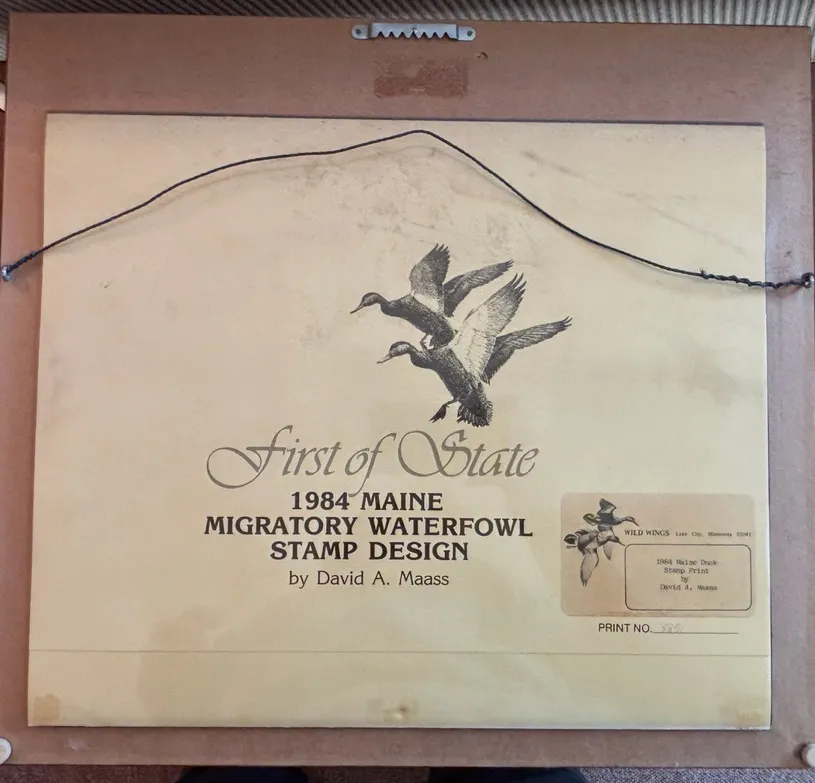 First of State
1984 MAINE
MIGRATORY WATERFOWL
STAMP DESIGN
by David A. Maass
WILD WINGS Lake City, Minnesota 55041
1984 Maine Duck
Stamp Print
by
David A. Maass
PRINT NO.